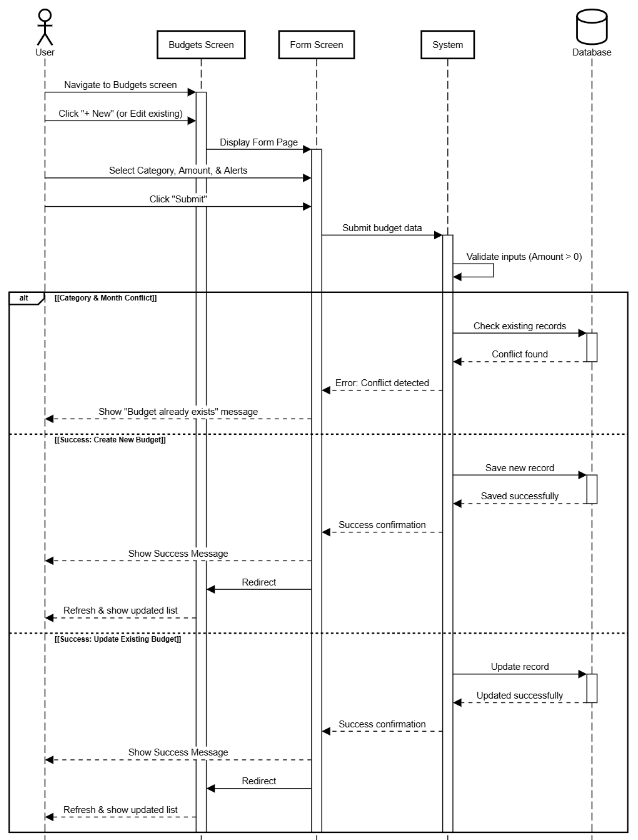 User
Budgets Screen
Form Screen
System
Database
Navigate to Budgets screen
Click "+ New" (or Edit existing)
Display Form Page
Select Category, Amount, & Alerts
Click "Submit"
Submit budget data
Validate inputs (Amount > 0)
alt
[[Category & Month Conflict]]
Check existing records
Conflict found
Error: Conflict detected
Show "Budget already exists" message
[[Success: Create New Budget]]
Save new record
Saved successfully
Success confirmation
Show Success Message
Redirect
Refresh & show updated list
[[Success: Update Existing Budget]]
Update record
Updated successfully
Success confirmation
Show Success Message
Redirect
Refresh & show updated list